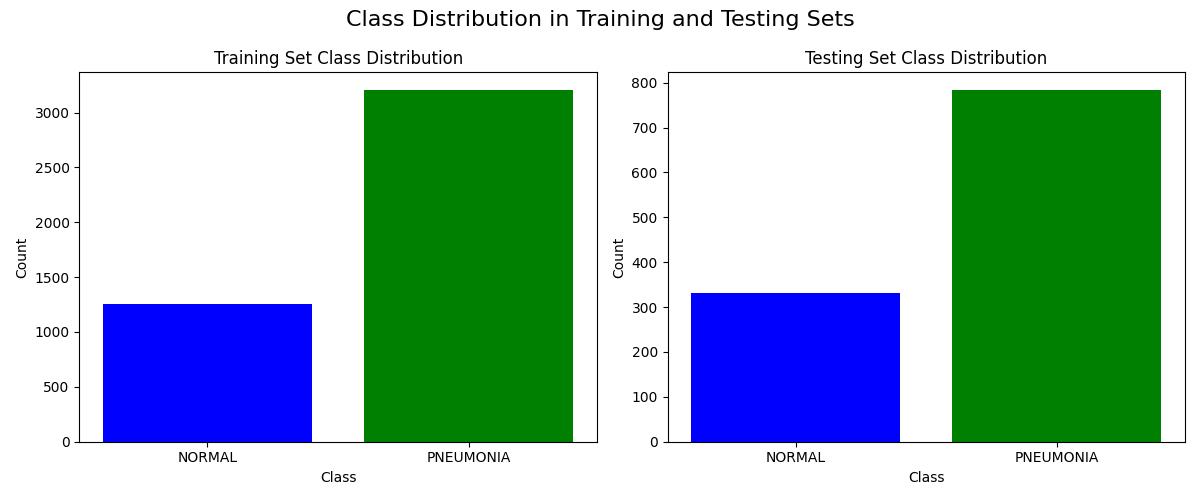 Class Distribution in Training and Testing Sets
Training Set Class Distribution
Count
3000
2500
2000
1500
1000
500
0
NORMAL PNEUMONIA
Class
Testing Set Class Distribution
Count
800
700
600
500
400
300
200
100
0
NORMAL PNEUMONIA
Class